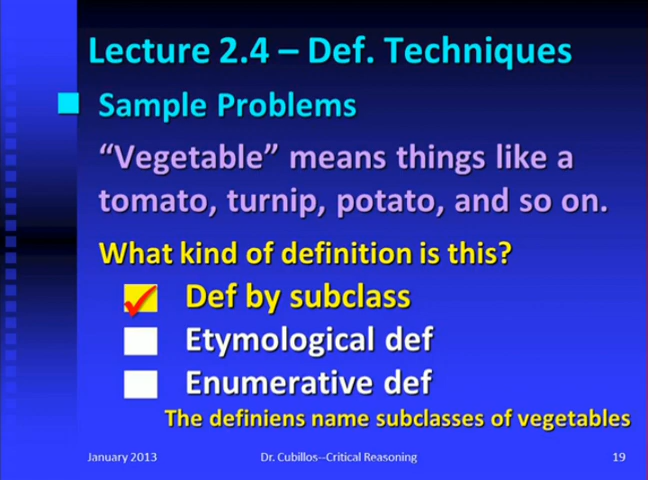 Lecture 2.4 – Def. Techniques
Sample Problems
“Vegetable” means things like a
tomato, turnip, potato, and so on.
What kind of definition is this?
Def by subclass
Etymological def
Enumerative def
The definiens name subclasses of vegetables
January 2013
Dr. Cubillos--Critical Reasoning
19